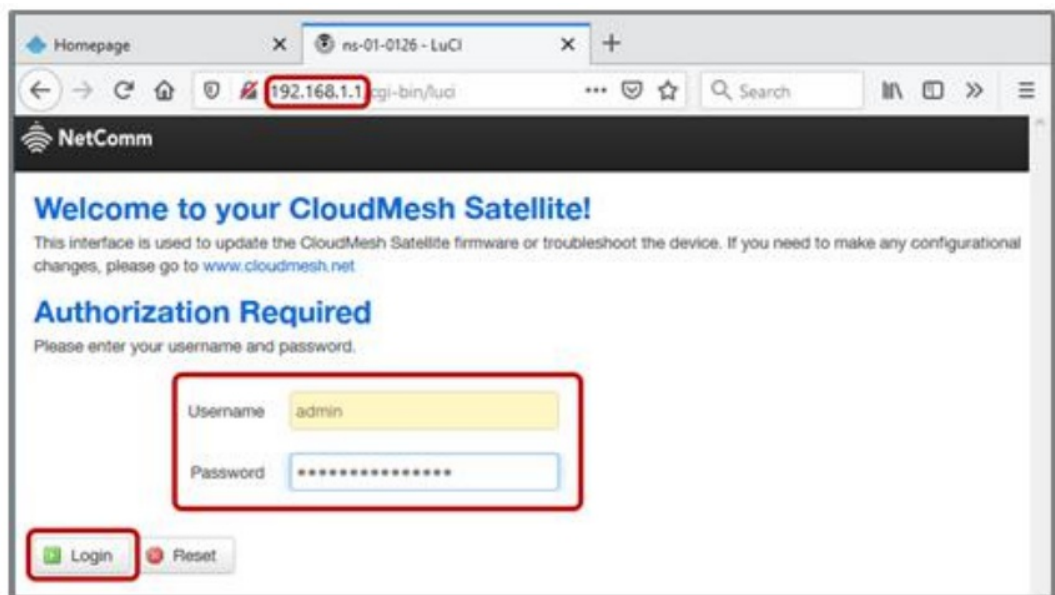 Homepage
ns-01-0126 - LuCI
192.168.1.1/cgi-bin/luci
Search
NetComm
Welcome to your CloudMesh Satellite!
This interface is used to update the CloudMesh Satellite firmware or troubleshoot the device. If you need to make any configurational
changes, please go to www.cloudmesh.net
Authorization Required
Please enter your username and password.
Username admin
Password ***************
Login Reset